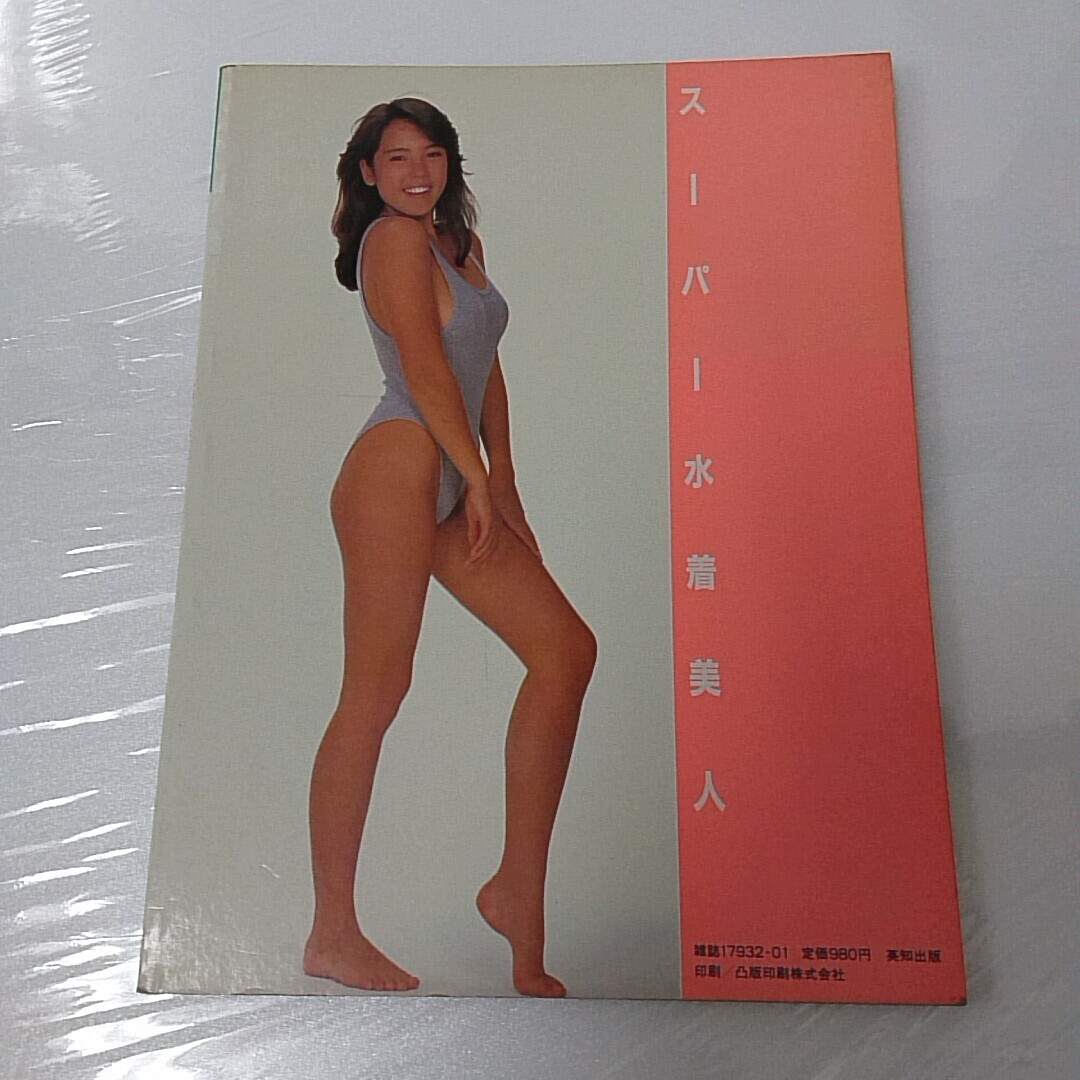 スーパー水着美人
雑誌17932-01 定価980円 英知出版
印刷/凸版印刷株式会社